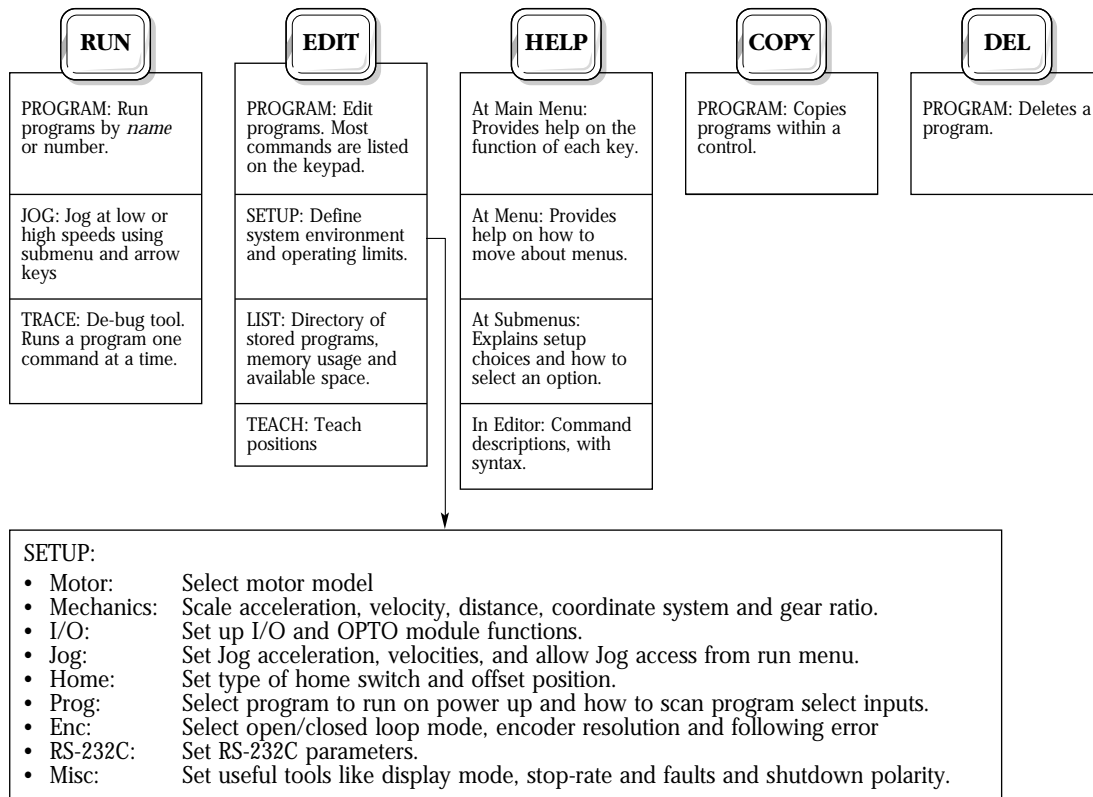 RUN
PROGRAM: Run
programs by name
or number.
JOG: Jog at low or
high speeds using
submenu and arrow
keys
TRACE: De-bug tool.
Runs a program one
command at a time.
EDIT
PROGRAM: Edit
programs. Most
commands are listed
on the keypad.
SETUP: Define
system environment
and operating limits.
LIST: Directory of
stored programs,
memory usage and
available space.
TEACH: Teach
positions
HELP
At Main Menu:
Provides help on the
function of each key.
At Menu: Provides
help on how to
move about menus.
At Submenus:
Explains setup
choices and how to
select an option.
In Editor: Command
descriptions, with
syntax.
COPY
PROGRAM: Copies
programs within a
control.
DEL
PROGRAM: Deletes a
program.
SETUP:
• Motor: Select motor model
• Mechanics: Scale acceleration, velocity, distance, coordinate system and gear ratio.
• I/O: Set up I/O and OPTO module functions.
• Jog: Set Jog acceleration, velocities, and allow Jog access from run menu.
• Home: Set type of home switch and offset position.
• Prog: Select program to run on power up and how to scan program select inputs.
• Enc: Select open/closed loop mode, encoder resolution and following error
• RS-232C: Set RS-232C parameters.
• Misc: Set useful tools like display mode, stop-rate and faults and shutdown polarity.